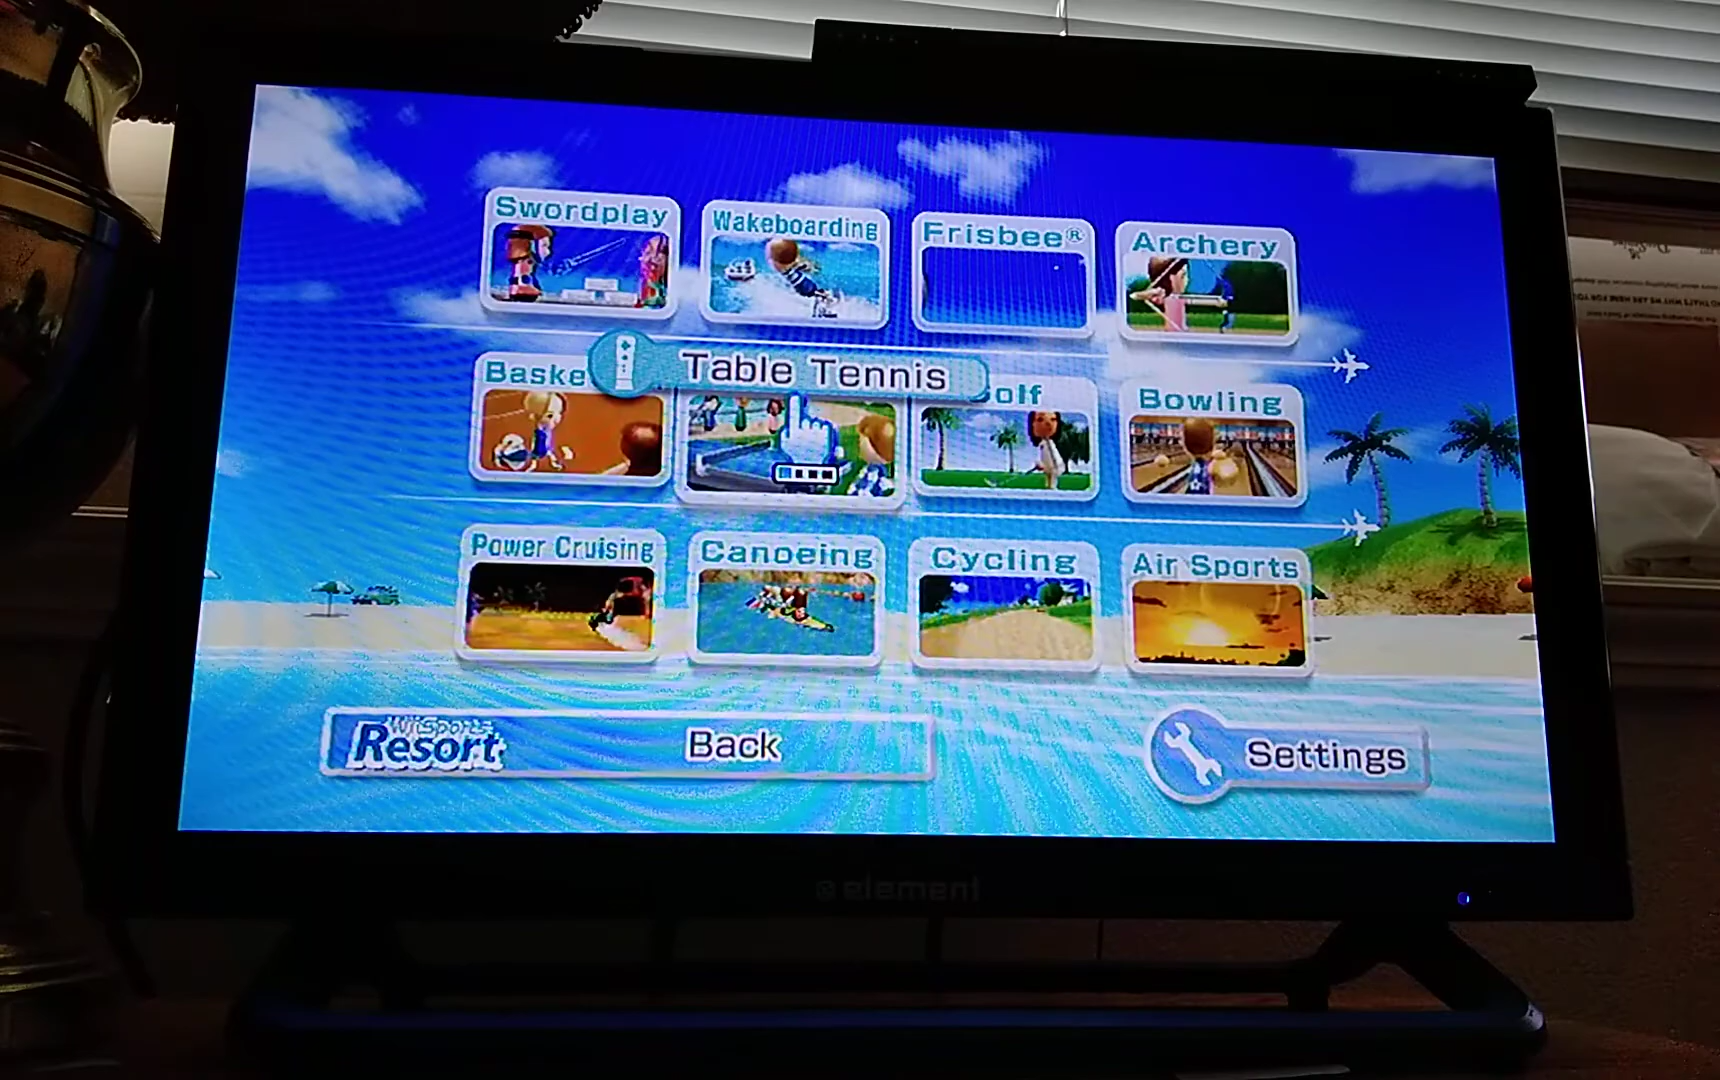 Swordplay
Wakeboarding
Frisbee®
Archery
Baske
Table Tennis
olf
Bowling
Power Cruising
Canoeing
Cycling
Air Sports
Wii Sports
Resort
Back
Settings
element